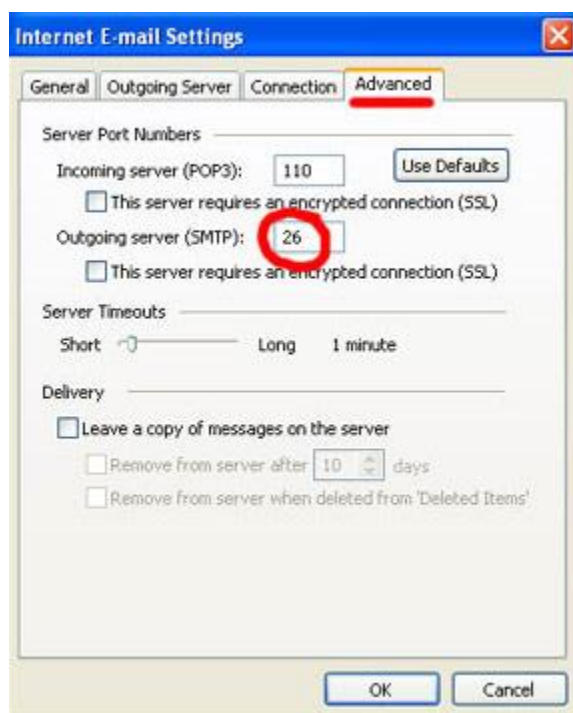 Internet E-mail Settings
General Outgoing Server Connection Advanced
Server Port Numbers
Incoming server (POP3): 110 Use Defaults
This server requires an encrypted connection (SSL)
Outgoing server (SMTP): 26
This server requires an encrypted connection (SSL)
Server Timeouts
Short Long 1 minute
Delivery
Leave a copy of messages on the server
Remove from server after 10 days
Remove from server when deleted from 'Deleted Items'
OK Cancel